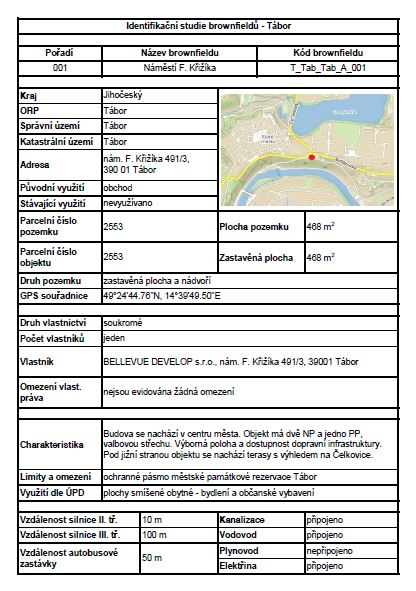 Identifikační studie brownfieldů - Tábor
Pořadí Název brownfieldu Kód brownfieldu
001 Náměstí F. Křižíka T_Tab_Tab_A_001
Kraj Jihočeský
ORP Tábor
Správní území Tábor
Katastrální území Tábor
Adresa nám. F. Křižíka 491/3,
390 01 Tábor
Původní využití obchod
Stávající využití nevyužíváno
Parcelní číslo pozemku 2553 Plocha pozemku 468 m²
Parcelní číslo objektu 2553 Zastavěná plocha 468 m²
Druh pozemku zastavěná plocha a nádvoří
GPS souřadnice 49°24'44.76"N, 14°39'49.50"E
Druh vlastnictví soukromé
Počet vlastníků jeden
Vlastník BELLEVUE DEVELOP s.r.o., nám. F. Křižíka 491/3, 39001 Tábor
Omezení vlast. práva nejsou evidována žádná omezení
Charakteristika Budova se nachází v centru města. Objekt má dvě NP a jedno PP,
valbovou střechu. Výborná poloha a dostupnost dopravní infrastruktury.
Pod jižní stranou objektu se nachází terasy s výhledem na Čelkovice.
Limity a omezení ochranné pásmo městské památkové rezervace Tábor
Využití dle ÚPD plochy smíšené obytné - bydlení a občanské vybavení
Vzdálenost silnice II. tř. 10 m Kanalizace připojeno
Vzdálenost silnice III. tř. 100 m Vodovod připojeno
Vzdálenost autobusové zastávky 50 m Plynovod nepřipojeno
Elektřina připojeno